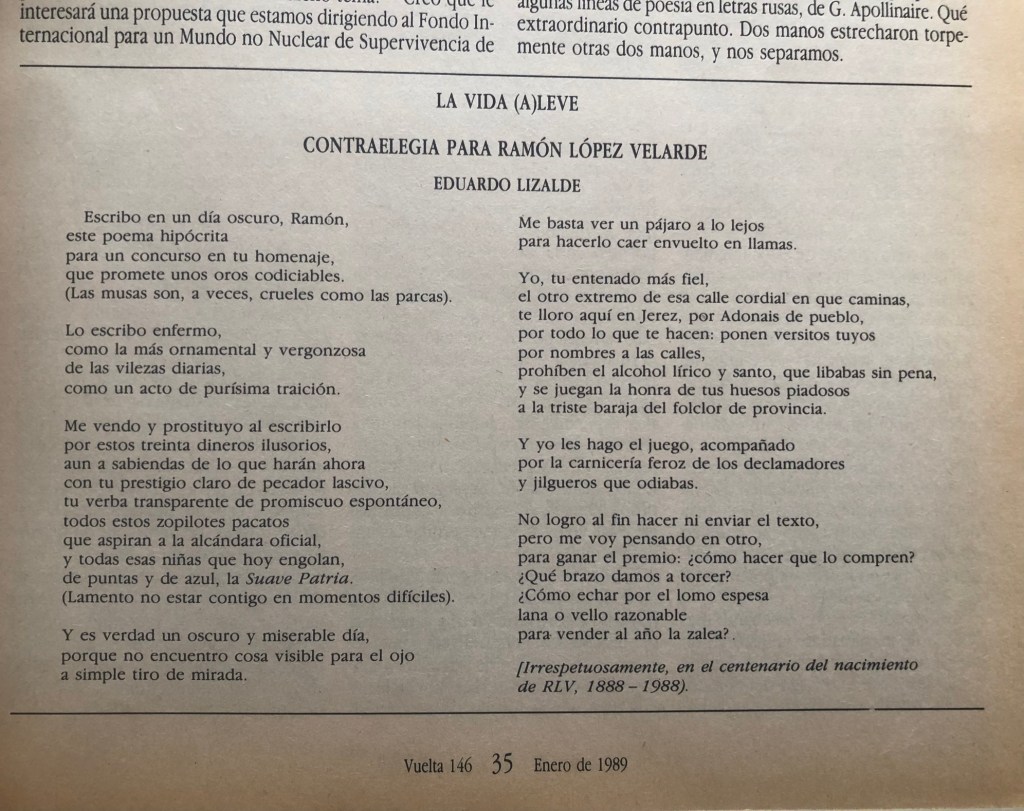 interesará una propuesta que estamos dirigiendo al Fondo In-
ternacional para un Mundo no Nuclear de Supervivencia de
algunas líneas de poesía en letras rusas, de G. Apollinaire. Qué
extraordinario contrapunto. Dos manos estrecharon torpe-
mente otras dos manos, y nos separamos.
LA VIDA (A)LEVE
CONTRAELEGIA PARA RAMÓN LÓPEZ VELARDE
EDUARDO LIZALDE
Escribo en un día oscuro, Ramón,
este poema hipócrita
para un concurso en tu homenaje,
que promete unos oros codiciables.
(Las musas son, a veces, crueles como las parcas).
Lo escribo enfermo,
como la más ornamental y vergonzosa
de las vilezas diarias,
como un acto de purísima traición.
Me vendo y prostituyo al escribirlo
por estos treinta dineros ilusorios,
aun a sabiendas de lo que harán ahora
con tu prestigio claro de pecador lascivo,
tu verba transparente de promiscuo espontáneo,
todos estos zopilotes pacatos
que aspiran a la alcándara oficial,
y todas esas niñas que hoy engolan,
de puntas y de azul, la Suave Patria.
(Lamento no estar contigo en momentos difíciles).
Y es verdad un oscuro y miserable día,
porque no encuentro cosa visible para el ojo
a simple tiro de mirada.
Me basta ver un pájaro a lo lejos
para hacerlo caer envuelto en llamas.
Yo, tu entenado más fiel,
el otro extremo de esa calle cordial en que caminas,
te lloro aquí en Jerez, por Adonais de pueblo,
por todo lo que te hacen: ponen versitos tuyos
por nombres a las calles,
prohíben el alcohol lírico y santo, que libabas sin pena,
y se juegan la honra de tus huesos piadosos
a la triste baraja del folclor de provincia.
Y yo les hago el juego, acompañado
por la carnicería feroz de los declamadores
y jilgueros que odiabas.
No logro al fin hacer ni enviar el texto,
pero me voy pensando en otro,
para ganar el premio: ¿cómo hacer que lo compren?
¿Qué brazo damos a torcer?
¿Cómo echar por el lomo espesa
lana o vello razonable
para vender al año la zalea?
[Irrespetuosamente, en el centenario del nacimiento
de RLV, 1888 – 1988).
Vuelta 146 35 Enero de 1989